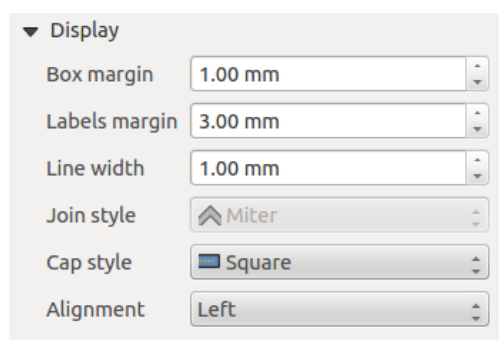 Display
Box margin 1.00 mm
Labels margin 3.00 mm
Line width 1.00 mm
Join style Miter
Cap style Square
Alignment Left